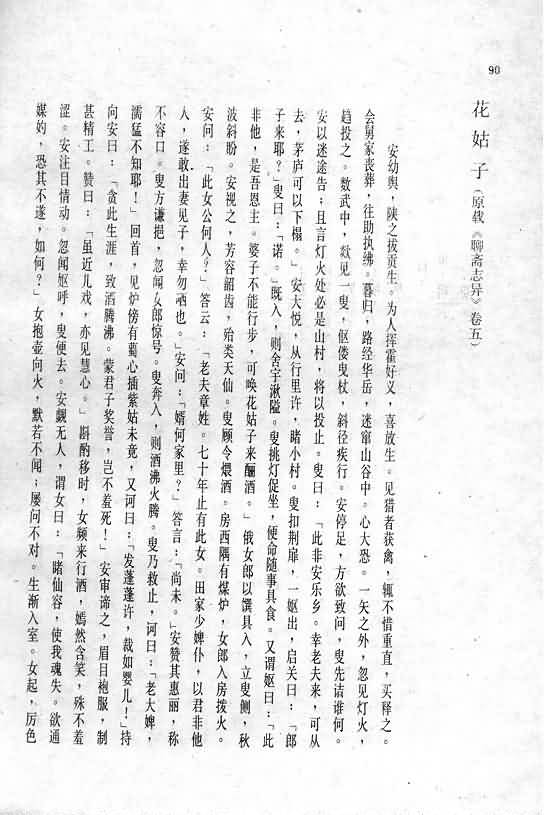 90
花姑子（原载《聊斋志异》卷五）
安幼舆，陕之拔贡生。为人挥霍好义，喜放生。见猎者获禽，辄不惜重直，买释之。
会舅家丧葬，往助执绋。暮归，路经华岳，迷窜山谷中。心大恐。一矢之外，忽见灯火，
趋投之。数武中，欻见一叟，伛偻曳杖，斜径疾行。安停足，方欲致问，叟先诘谁何。
安以迷途告；且言灯火处必是山村，将以投止。叟曰：「此非安乐乡。幸老夫来，可从
去，茅庐可以下榻。」安大悦，从行里许，睹小村。叟扣荆扉，一妪出，启关曰：「郎
子来耶？」叟曰：「诺。」既入，则舍宇湫隘。叟挑灯促坐，便命随事具食。又谓妪曰：「此
非他，是吾恩主。婆子不能行步，可唤花姑子来酾酒。」俄女郎以馔具入，立叟侧，秋
波斜盼。安视之，芳容韶齿，殆类天仙。叟顾令煨酒。房西隅有煤炉，女郎入房拨火。
安问：「此女公何人？」答云：「老夫章姓。七十年止有此女。田家少婢仆，以君非他
人，遂敢出妻见子，幸勿哂也。」安问：「婿何家里？」答言：「尚未。」安赞其惠丽，称
不容口。叟方谦挹，忽闻女郎惊号。叟奔入，则酒沸火腾。叟乃救止，诃曰：「老大婢，
濡猛不知耶！」回首，见炉傍有蒭心插紫姑未竟，又诃曰：「发蓬蓬许，裁如婴儿！」持
向安曰：「贪此生涯，致酒腾沸。蒙君子奖誉，岂不羞死！」安审谛之，眉目袍服，制
甚精工。赞曰：「虽近儿戏，亦见慧心。」斟酌移时，女频来行酒，嫣然含笑，殊不羞
涩。安注目情动。忽闻妪呼，叟便去。安觑无人，谓女曰：「睹仙容，使我魂失。欲通
媒妁，恐其不遂，如何？」女抱壶向火，默若不闻；屡问不对。生渐入室。女起，厉色